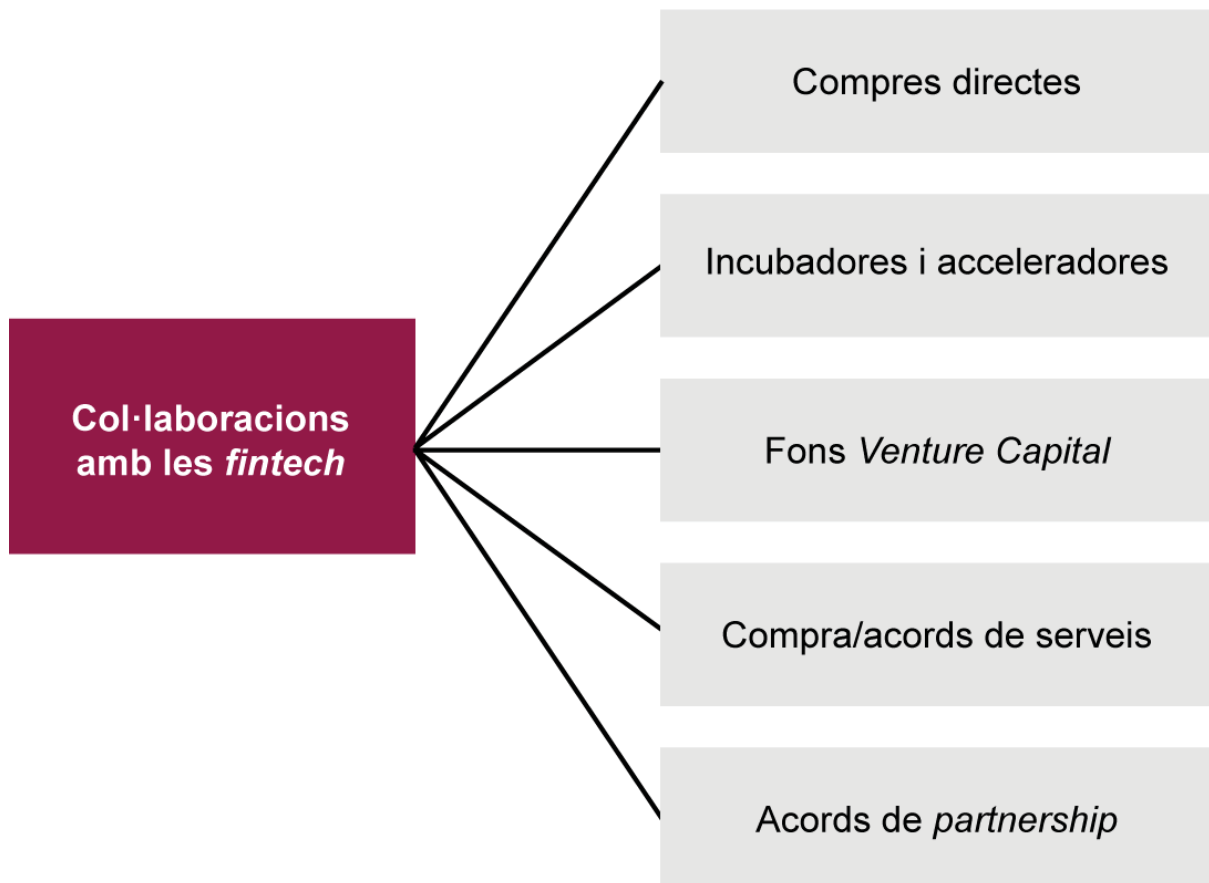 Compres directes
Incubadores i acceleradores
Col·laboracions
amb les fintech
Fons Venture Capital
Compra/acords de serveis
Acords de partnership